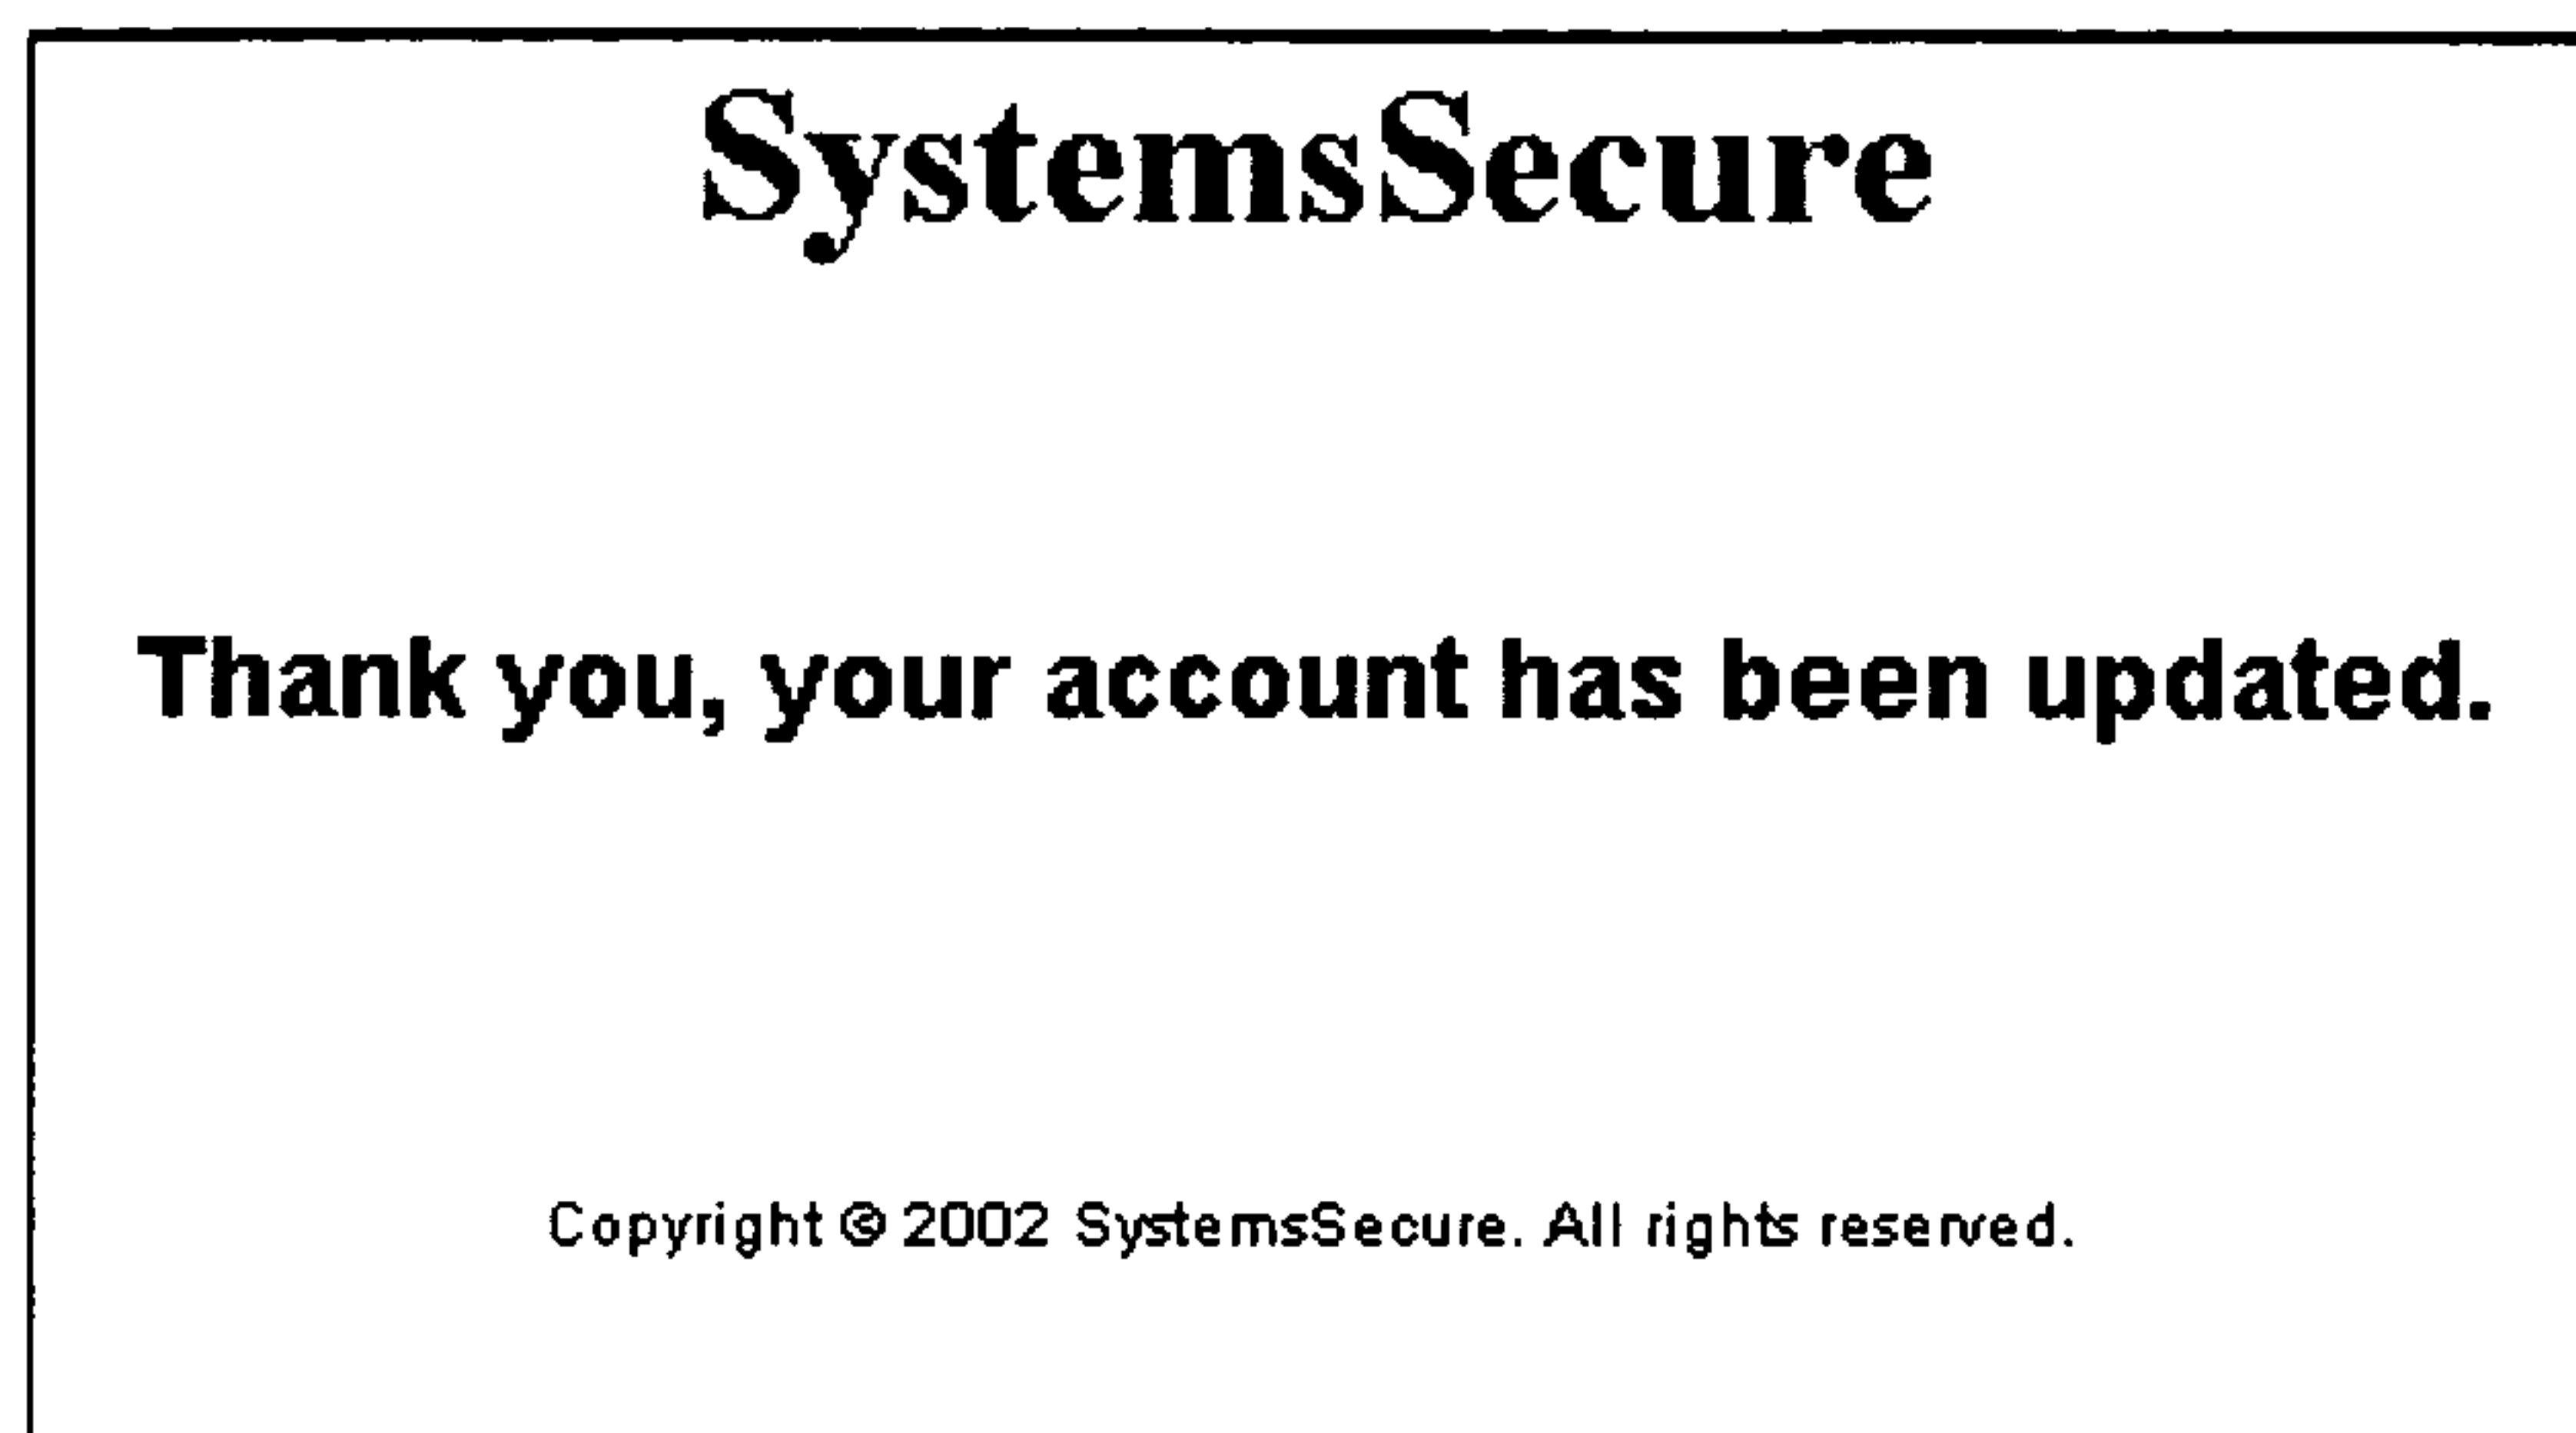 SystemsSecure
Thank you, your account has been updated.
Copyright © 2002 SystemsSecure. All rights reserved.